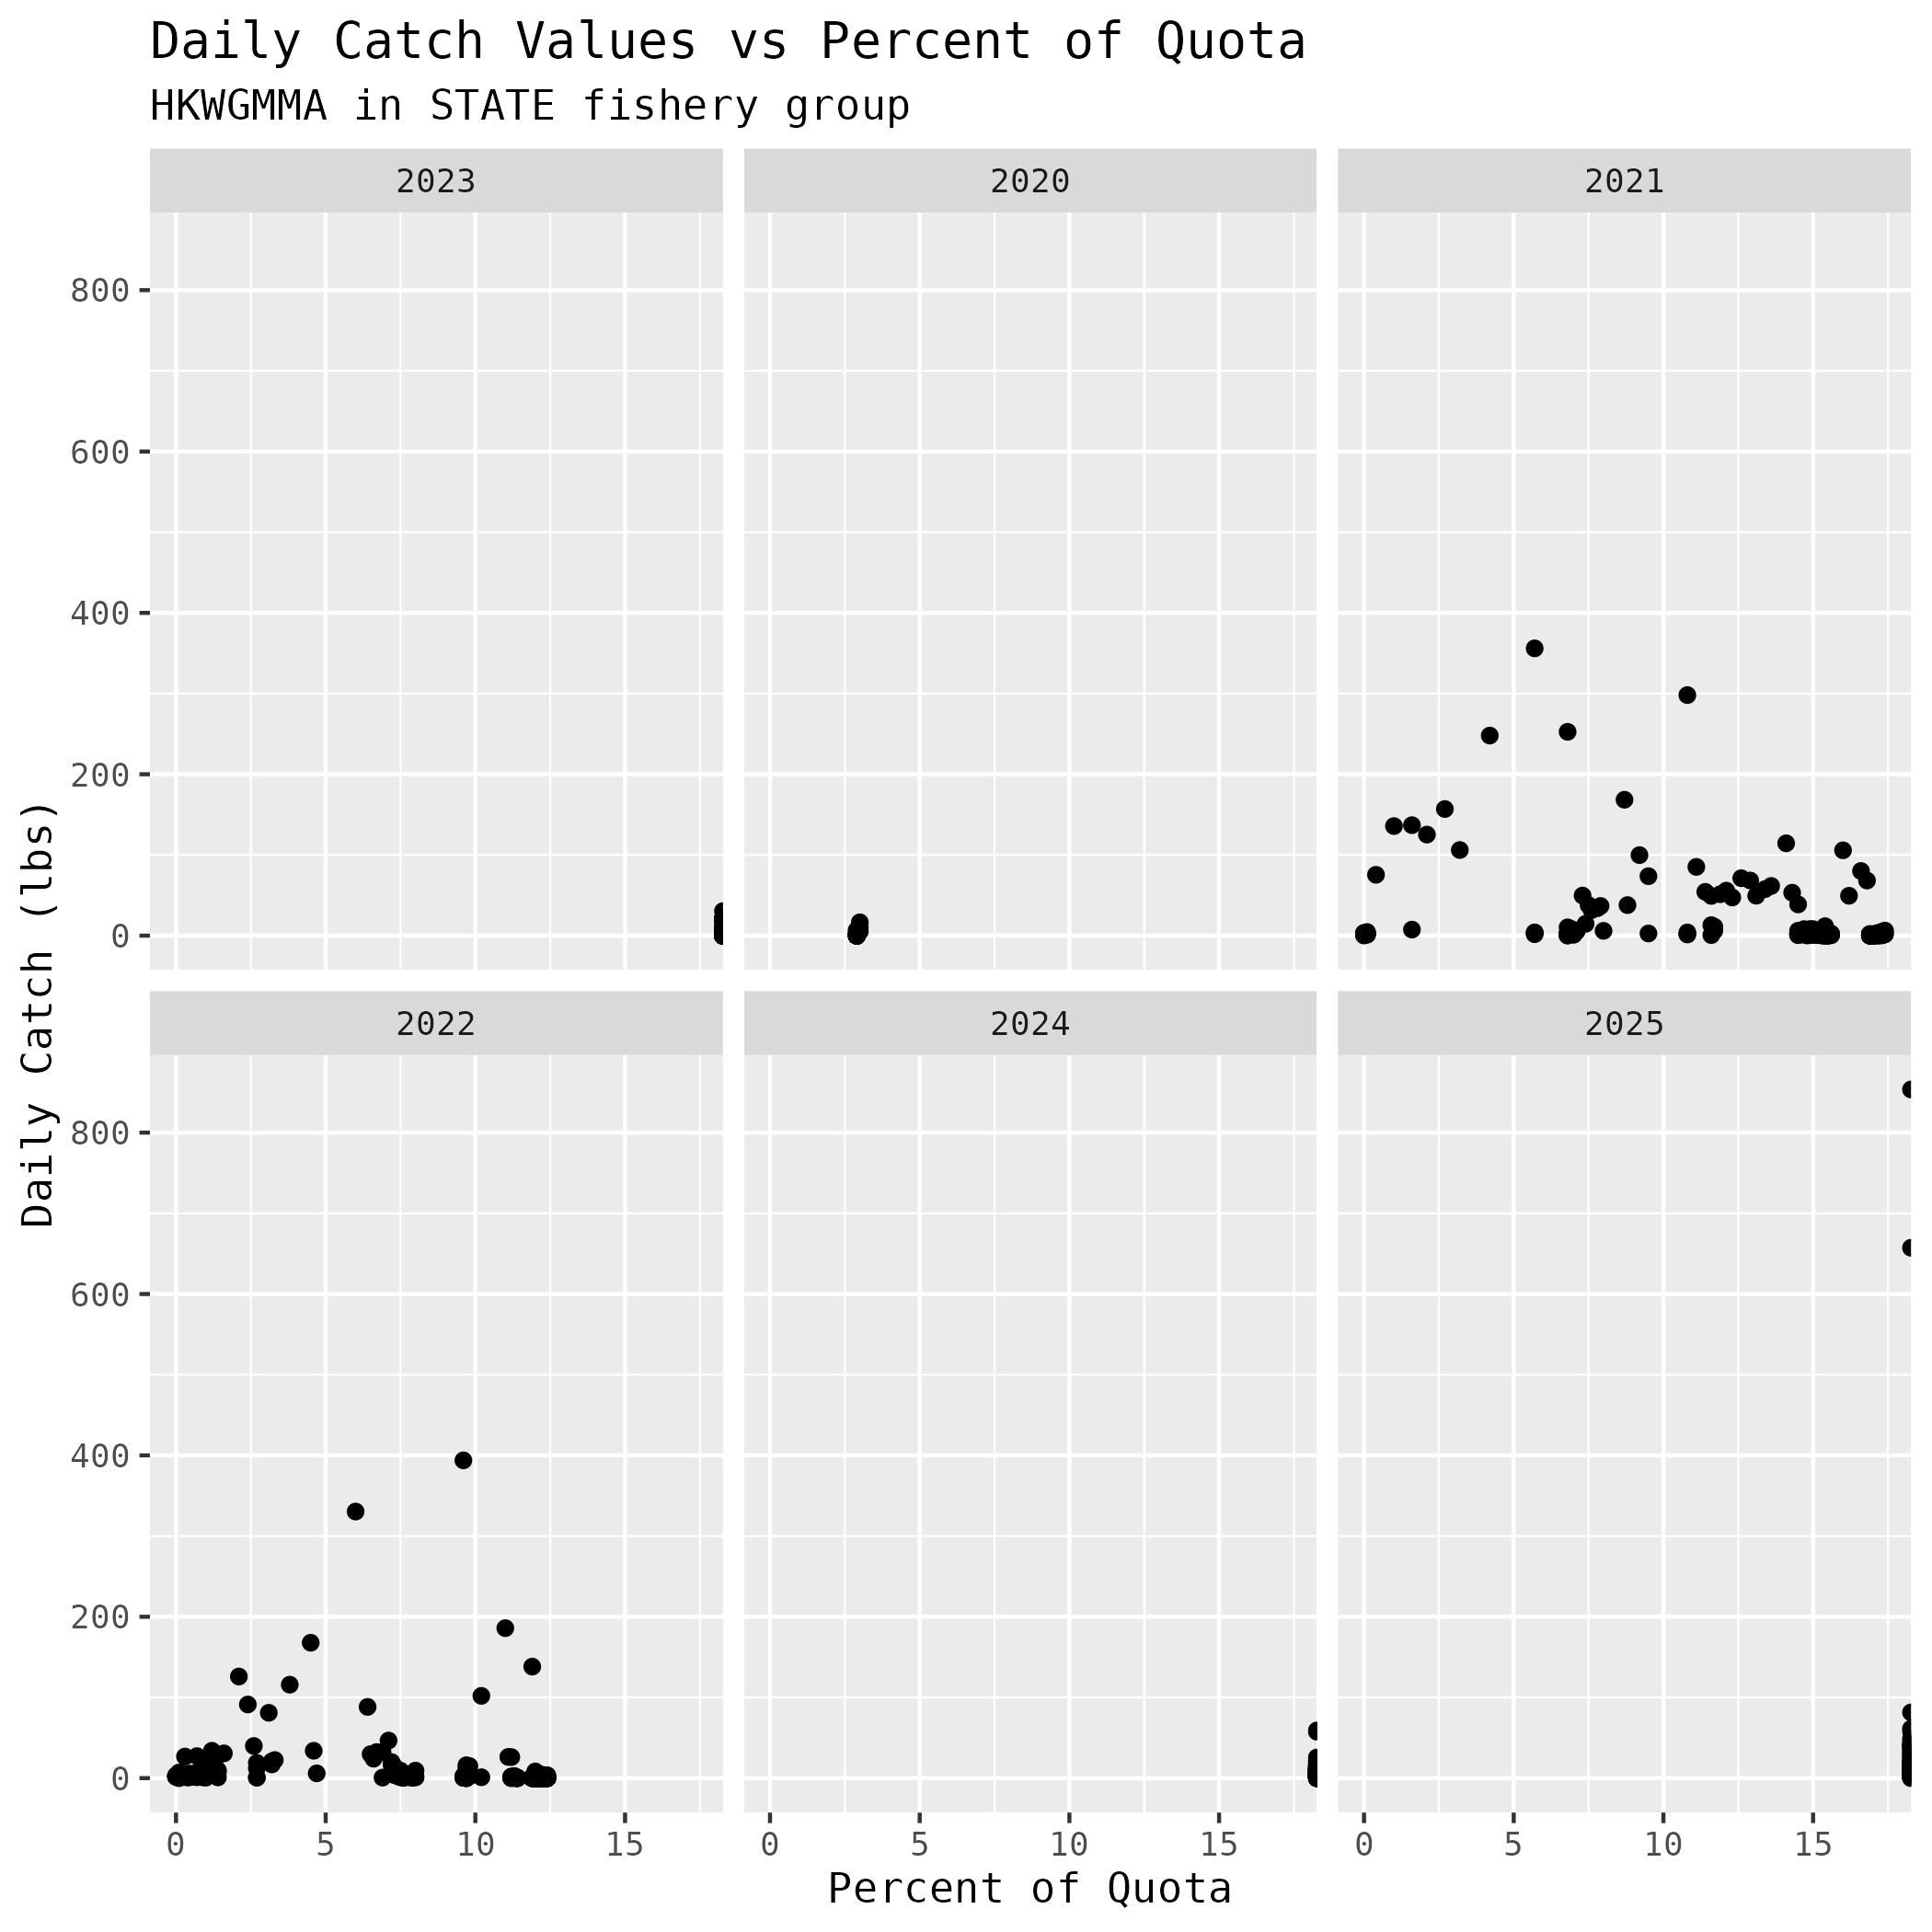 Daily Catch Values vs Percent of Quota
HKWGMMA in STATE fishery group
2023 2020 2021
800
600
400
200
0
Daily Catch (lbs)
2022 2024 2025
800
600
400
200
0
0 5 10 15 0 5 10 15 0 5 10 15
Percent of Quota